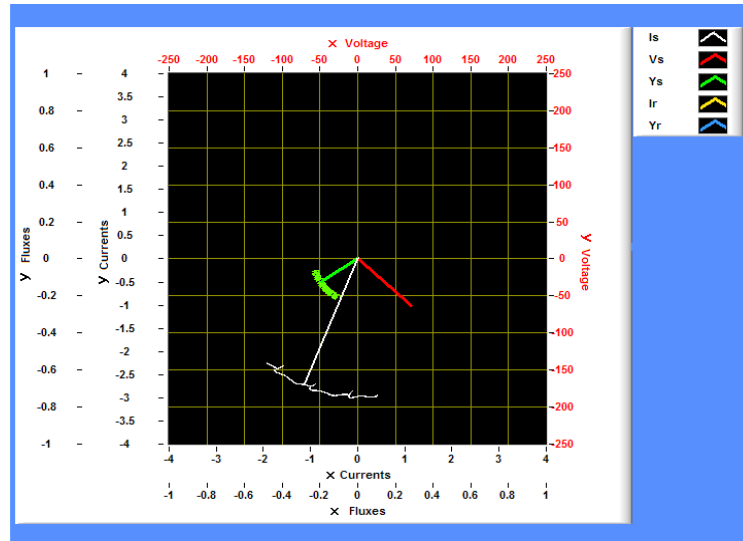 x Voltage
-250 -200 -150 -100 -50 0 50 100 150 200 250
1
0.8
0.6
0.4
0.2
0
-0.2
-0.4
-0.6
-0.8
-1
y Fluxes
4
3.5
3
2.5
2
1.5
1
0.5
0
-0.5
-1
-1.5
-2
-2.5
-3
-3.5
-4
y Currents
-250
-200
-150
-100
-50
-0
-50
-100
-150
-200
-250
y Voltage
-4 -3 -2 -1 0 1 2 3 4
x Currents
-1 -0.8 -0.6 -0.4 -0.2 0 0.2 0.4 0.6 0.8 1
x Fluxes
Is
Vs
Ys
Ir
Yr